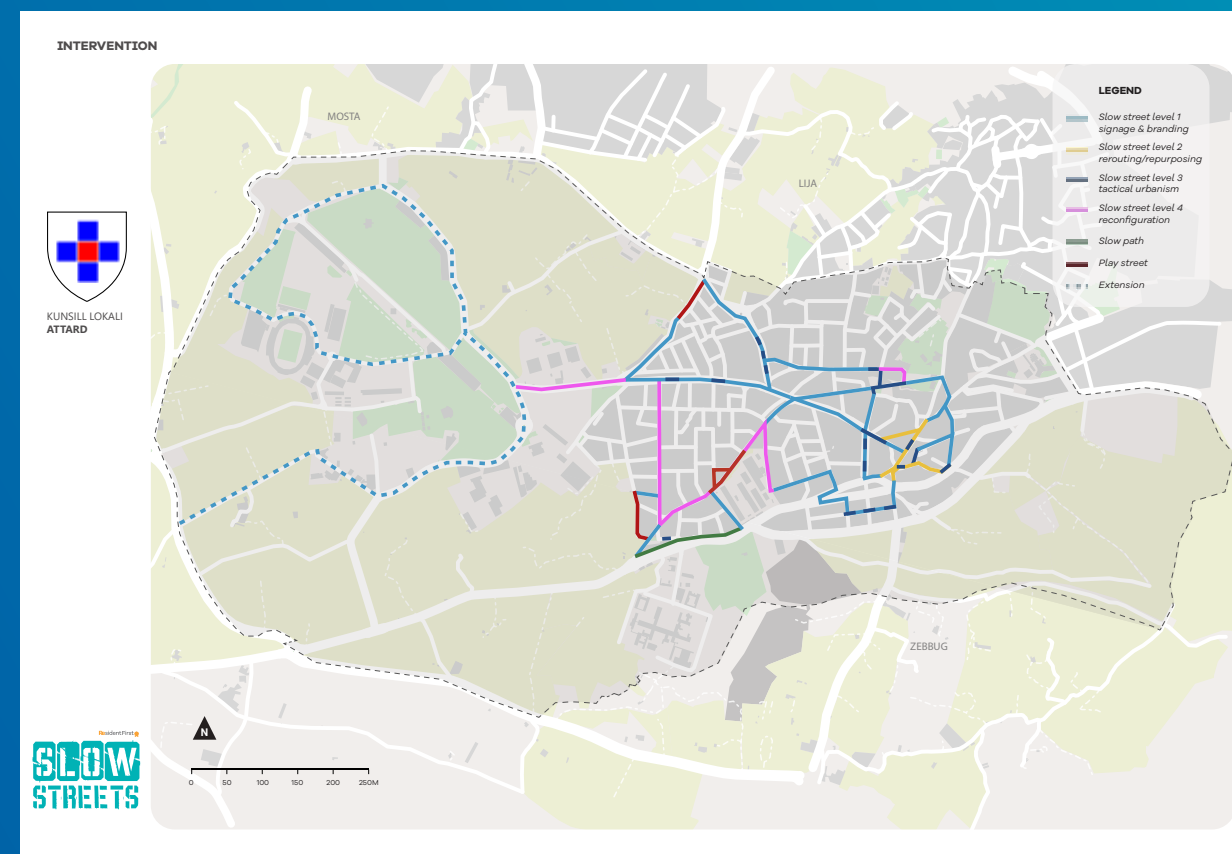 INTERVENTION
MOSTA
LIJA
ZEBBUG
LEGEND
Slow street level 1
signage & branding
Slow street level 2
rerouting/repurposing
Slow street level 3
tactical urbanism
Slow street level 4
reconfiguration
Slow path
Play street
Extension
KUNSILL LOKALI
ATTARD
ResidentFirst
SLOW
STREETS
N
0 50 100 150 200 250M